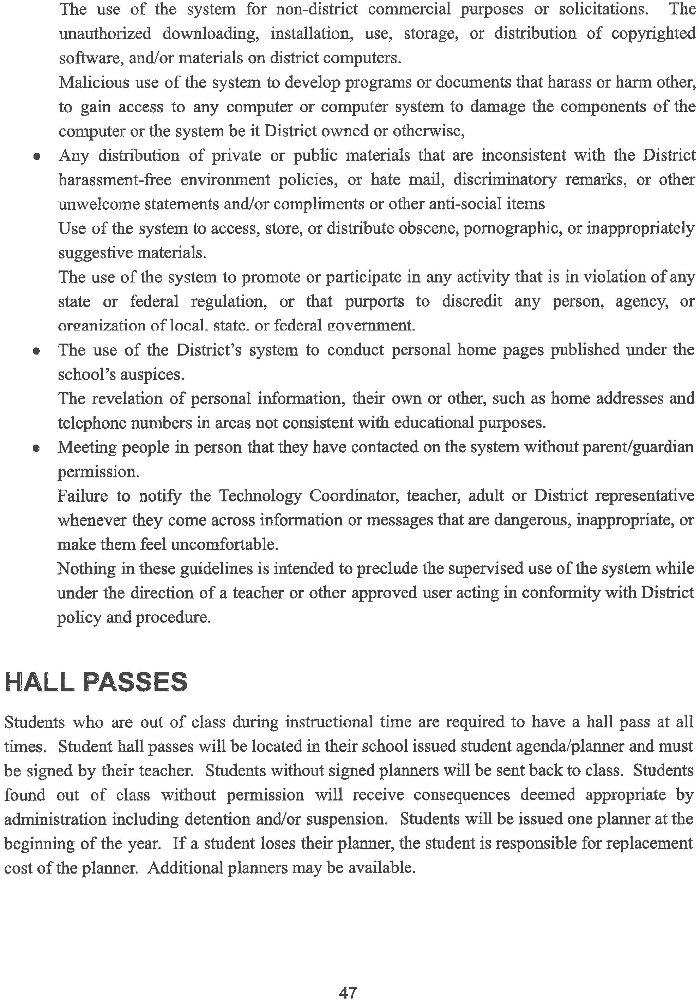 The use of the system for non-district commercial purposes or solicitations. The
unauthorized downloading, installation, use, storage, or distribution of copyrighted
software, and/or materials on district computers.
Malicious use of the system to develop programs or documents that harass or harm other,
to gain access to any computer or computer system to damage the components of the
computer or the system be it District owned or otherwise,
• Any distribution of private or public materials that are inconsistent with the District
harassment-free environment policies, or hate mail, discriminatory remarks, or other
unwelcome statements and/or compliments or other anti-social items
Use of the system to access, store, or distribute obscene, pornographic, or inappropriately
suggestive materials.
The use of the system to promote or participate in any activity that is in violation of any
state or federal regulation, or that purports to discredit any person, agency, or
organization of local, state, or federal government.
• The use of the District’s system to conduct personal home pages published under the
school’s auspices.
The revelation of personal information, their own or other, such as home addresses and
telephone numbers in areas not consistent with educational purposes.
• Meeting people in person that they have contacted on the system without parent/guardian
permission.
Failure to notify the Technology Coordinator, teacher, adult or District representative
whenever they come across information or messages that are dangerous, inappropriate, or
make them feel uncomfortable.
Nothing in these guidelines is intended to preclude the supervised use of the system while
under the direction of a teacher or other approved user acting in conformity with District
policy and procedure.
HALL PASSES
Students who are out of class during instructional time are required to have a hall pass at all
times. Student hall passes will be located in their school issued student agenda/planner and must
be signed by their teacher. Students without signed planners will be sent back to class. Students
found out of class without permission will receive consequences deemed appropriate by
administration including detention and/or suspension. Students will be issued one planner at the
beginning of the year. If a student loses their planner, the student is responsible for replacement
cost of the planner. Additional planners may be available.
47